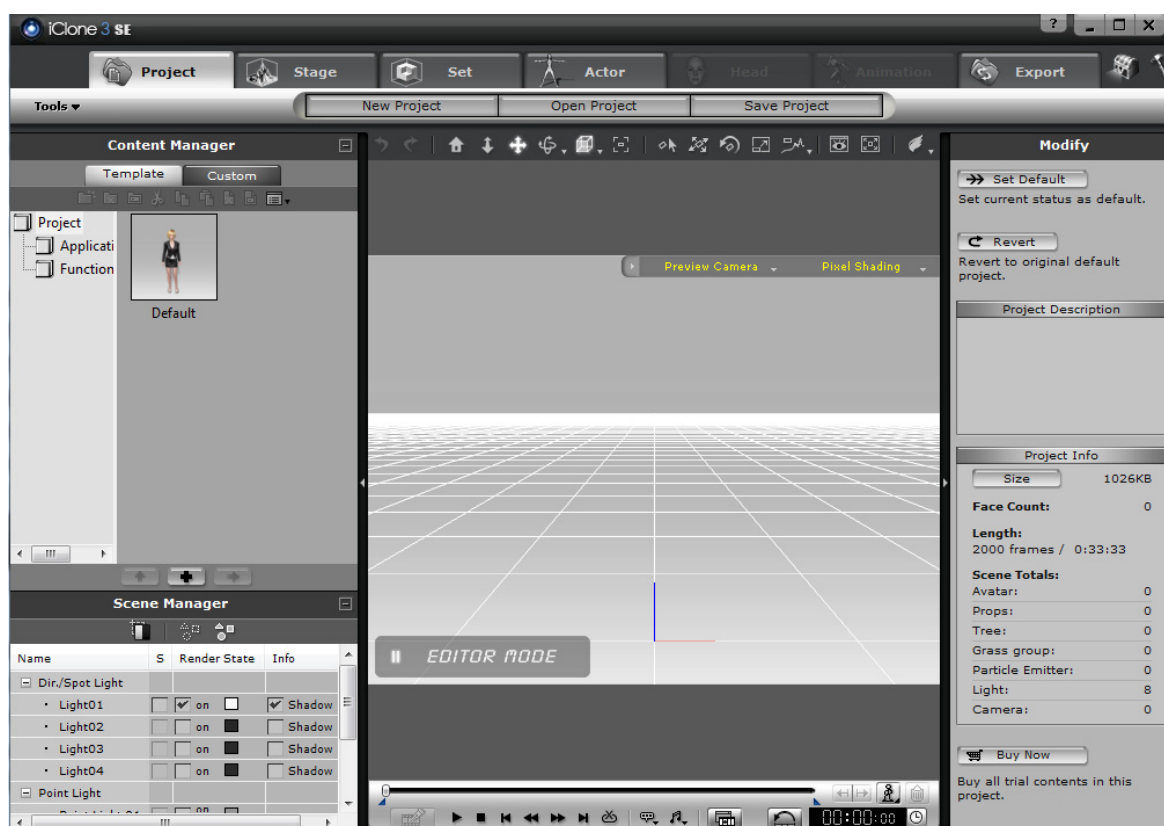 iClone 3 SE
?
Project
Stage
Set
Actor
Head
Animation
Export
Tools
New Project
Open Project
Save Project
Content Manager
Template
Custom
Project
Applicati
Function
Default
Preview Camera
Pixel Shading
EDITOR MODE
Modify
Set Default
Set current status as default.
Revert
Revert to original default
project.
Project Description
Project Info
Size 1026KB
Face Count: 0
Length:
2000 frames / 0:33:33
Scene Totals:
Avatar: 0
Props: 0
Tree: 0
Grass group: 0
Particle Emitter: 0
Light: 8
Camera: 0
Buy Now
Buy all trial contents in this
project.
Scene Manager
Name S Render State Info
Dir./Spot Light
Light01 on Shadow
Light02 on Shadow
Light03 on Shadow
Light04 on Shadow
Point Light
00:00:00